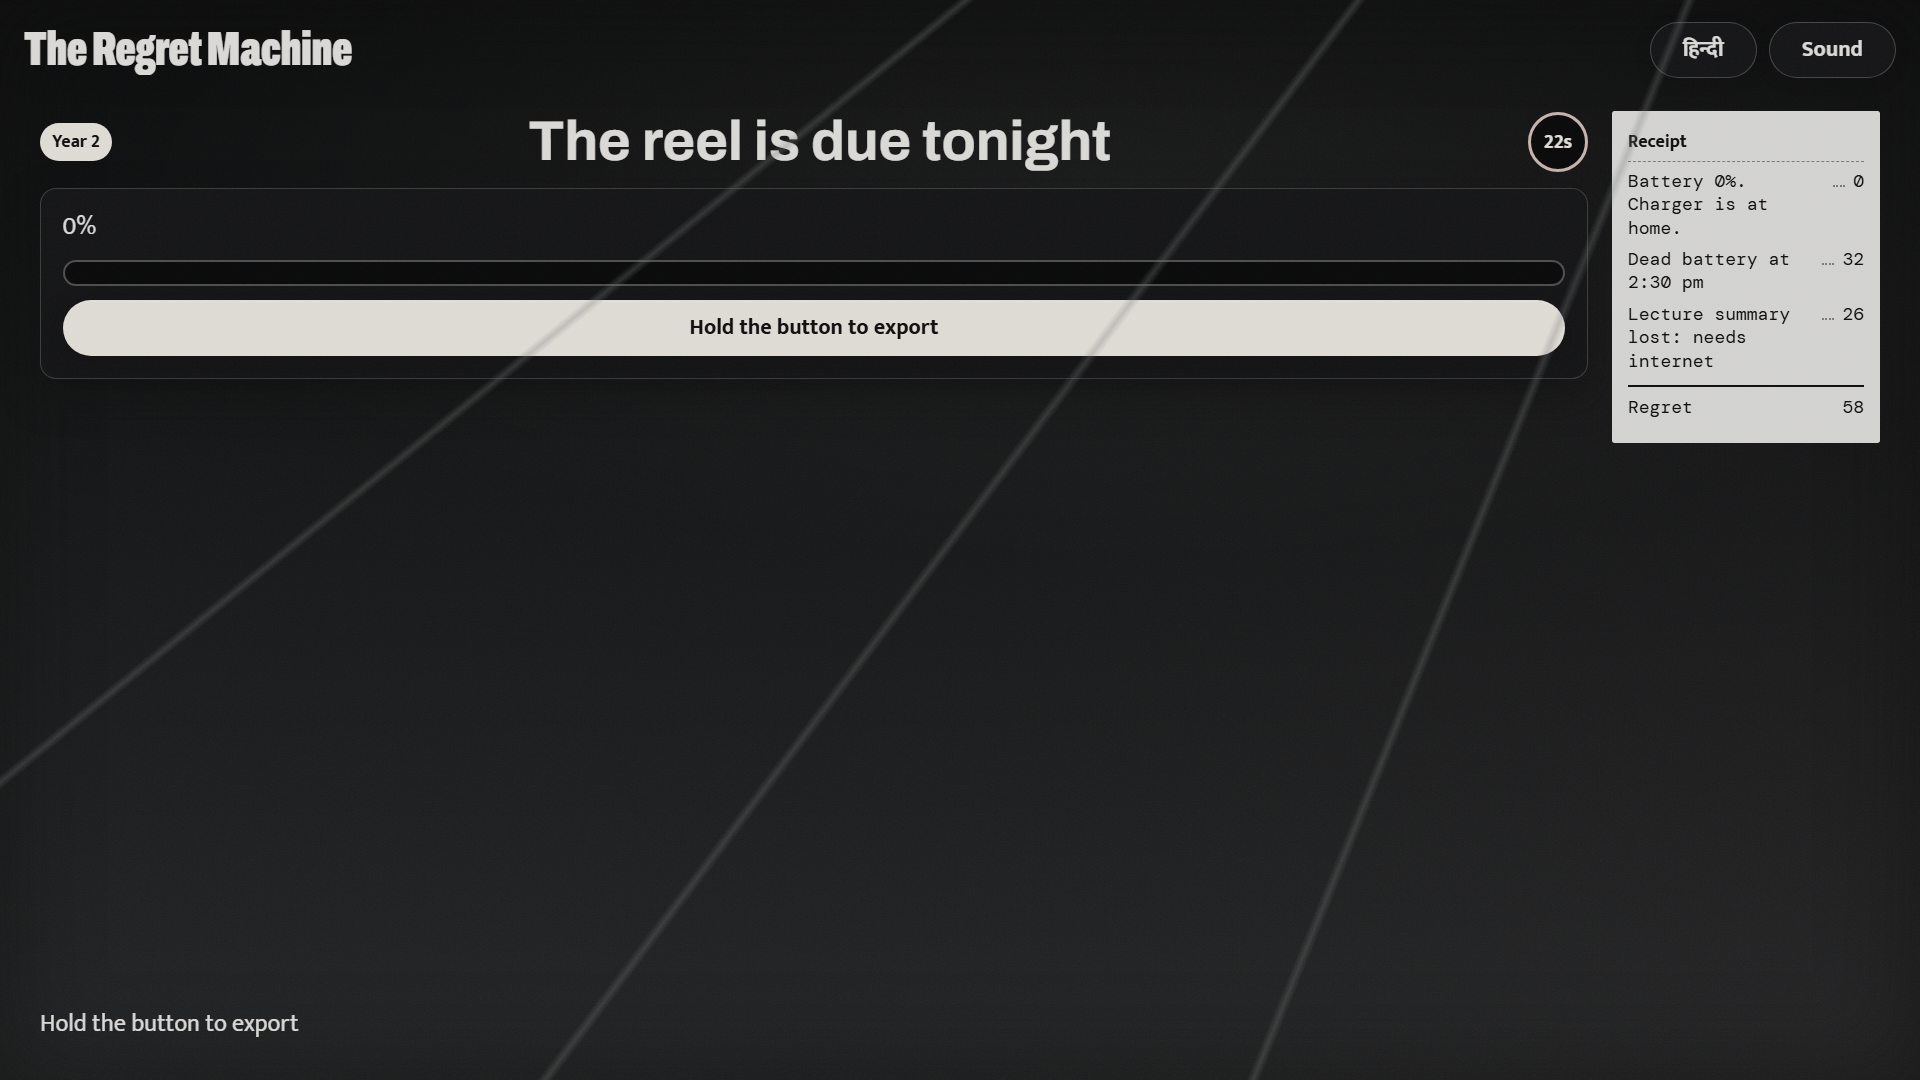 The Regret Machine
हिन्दी
Sound
Year 2
The reel is due tonight
22s
0%
Hold the button to export
Receipt
Battery 0%. .... 0
Charger is at
home.
Dead battery at .... 32
2:30 pm
Lecture summary .... 26
lost: needs
internet
Regret 58
Hold the button to export